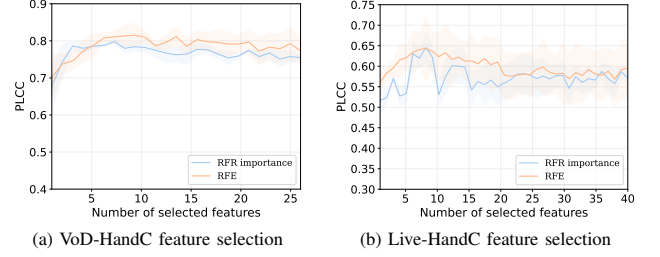 0.9
0.8
0.7
0.6
0.5
0.4
PLCC
5 10 15 20 25
Number of selected features
RFR importance
RFE
(a) VoD-HandC feature selection
0.75
0.70
0.65
0.60
0.55
0.50
0.45
0.40
0.35
0.30
PLCC
5 10 15 20 25 30 35 40
Number of selected features
RFR importance
RFE
(b) Live-HandC feature selection